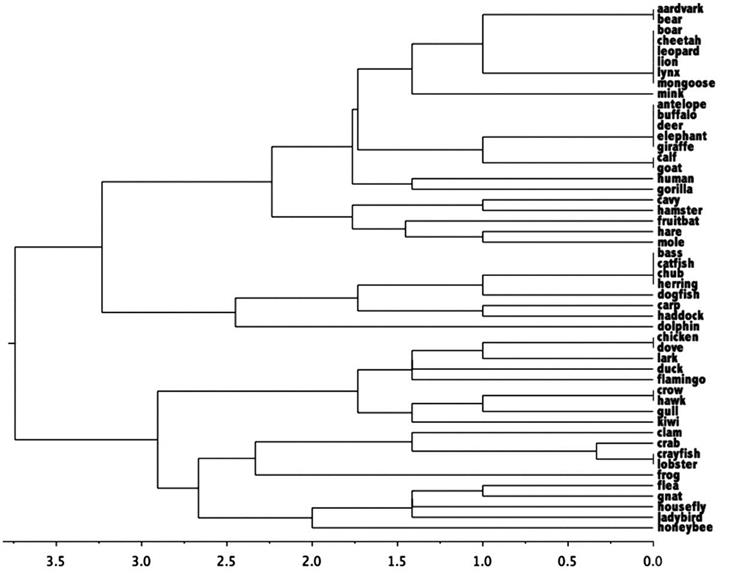 aardvark
bear
boar
cheetah
leopard
lion
lynx
mongoose
mink
antelope
buffalo
deer
elephant
giraffe
calf
goat
human
gorilla
cavy
hamster
fruitbat
hare
mole
bass
catfish
chub
herring
dogfish
carp
haddock
dolphin
chicken
dove
lark
duck
flamingo
crow
hawk
gull
kiwi
clam
crab
crayfish
lobster
frog
flea
gnat
housefly
ladybird
honeybee
3.5 3.0 2.5 2.0 1.5 1.0 0.5 0.0